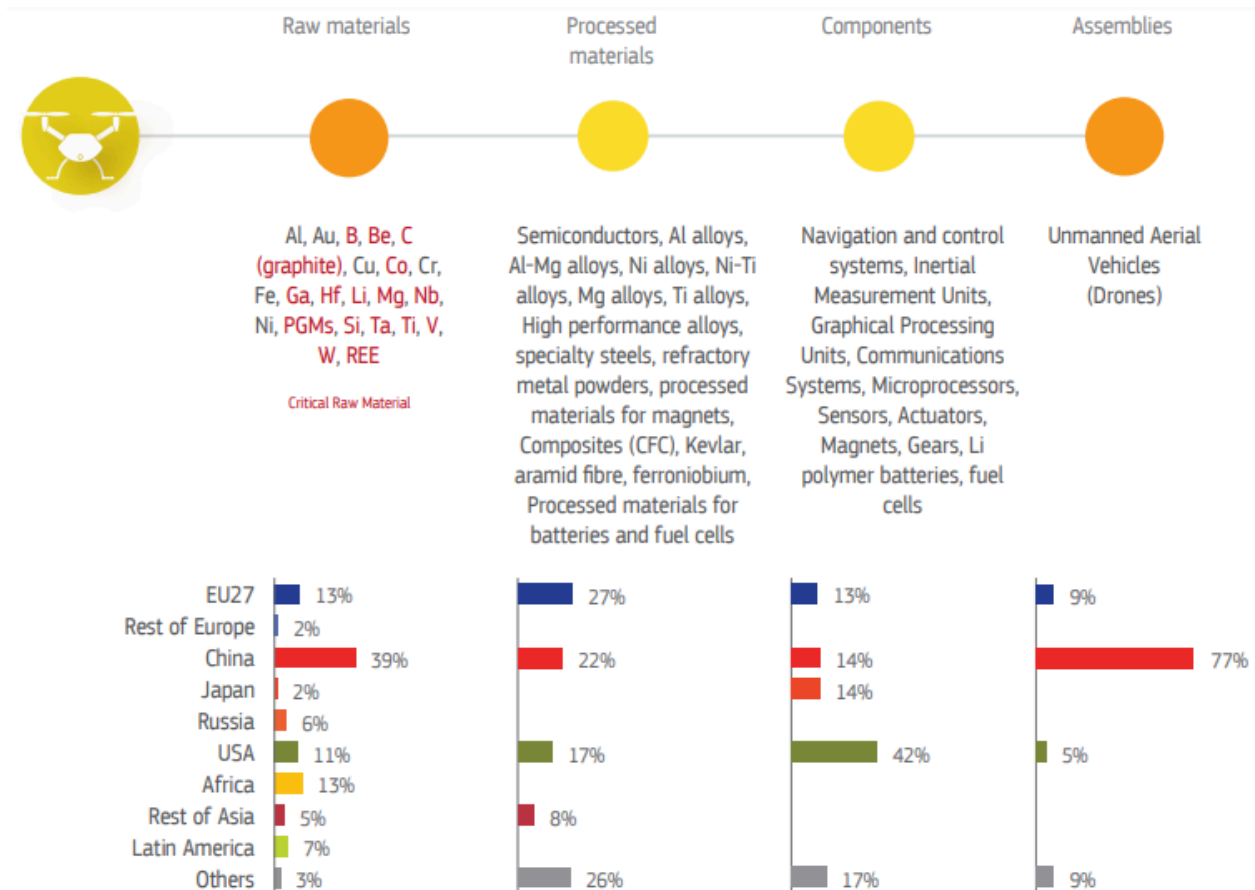 Raw materials
Processed
materials
Components
Assemblies
Al, Au, B, Be, C
(graphite), Cu, Co, Cr,
Fe, Ga, Hf, Li, Mg, Nb,
Ni, PGMs, Si, Ta, Ti, V,
W, REE
Critical Raw Material
Semiconductors, Al alloys,
Al-Mg alloys, Ni alloys, Ni-Ti
alloys, Mg alloys, Ti alloys,
High performance alloys,
specialty steels, refractory
metal powders, processed
materials for magnets,
Composites (CFC), Kevlar,
aramid fibre, ferroniobium,
Processed materials for
batteries and fuel cells
Navigation and control
systems, Inertial
Measurement Units,
Graphical Processing
Units, Communications
Systems, Microprocessors,
Sensors, Actuators,
Magnets, Gears, Li
polymer batteries, fuel
cells
Unmanned Aerial
Vehicles
(Drones)
EU27 13% 27% 13% 9%
Rest of Europe 2%
China 39% 22% 14% 77%
Japan 2% 14%
Russia 6%
USA 11% 17% 42% 5%
Africa 13%
Rest of Asia 5% 8%
Latin America 7%
Others 3% 26% 17% 9%